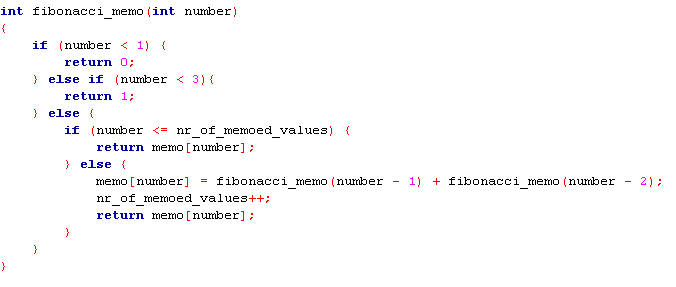 int fibonacci_memo(int number)
{
    if (number < 1) {
        return 0;
    } else if (number < 3){
        return 1;
    } else {
        if (number <= nr_of_memoed_values) {
            return memo[number];
        } else {
            memo[number] = fibonacci_memo(number - 1) + fibonacci_memo(number - 2);
            nr_of_memoed_values++;
            return memo[number];
        }
    }
}